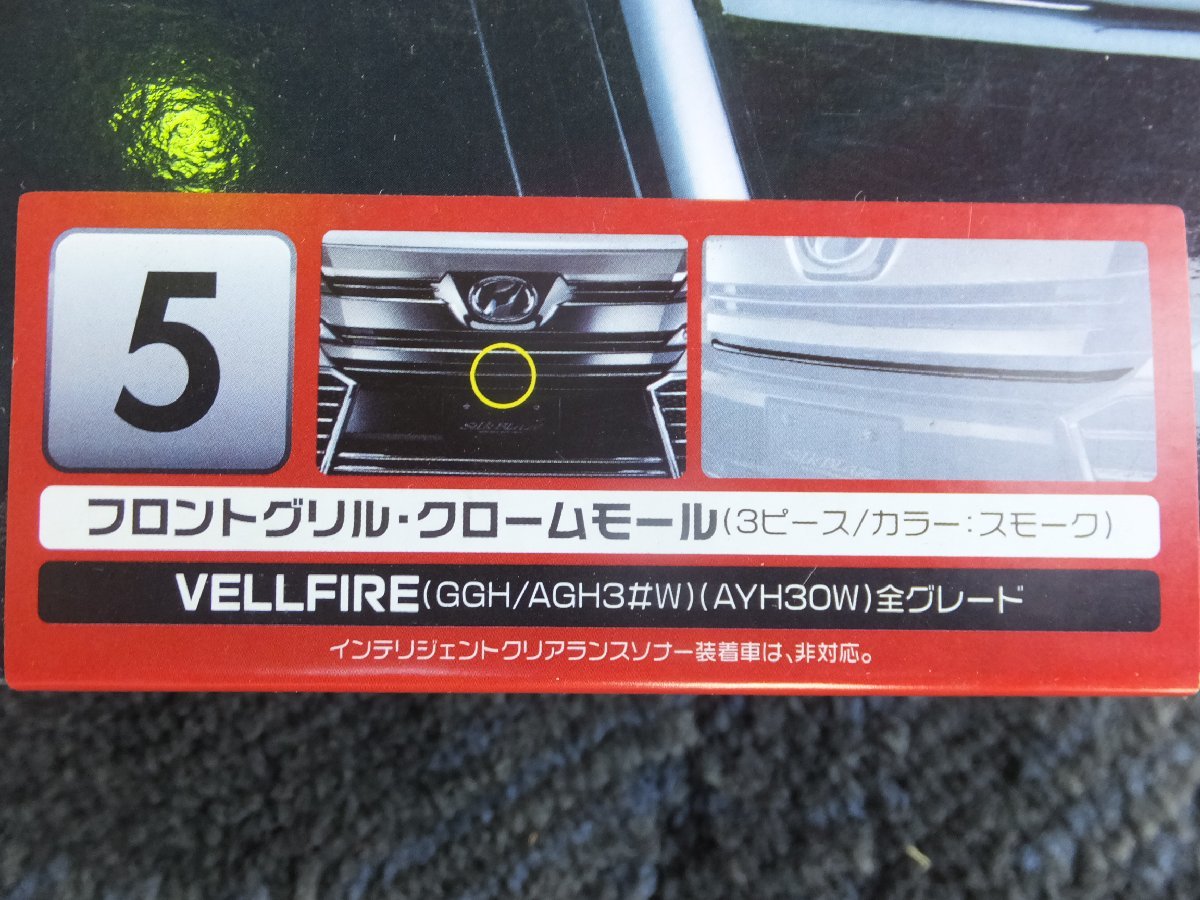 5
フロントグリル・クロームモール(3ピース/カラー:スモーク)
VELLFIRE(GGH/AGH3#W)(AYH30W)全グレード
インテリジェントクリアランスソナー装着車は、非対応。